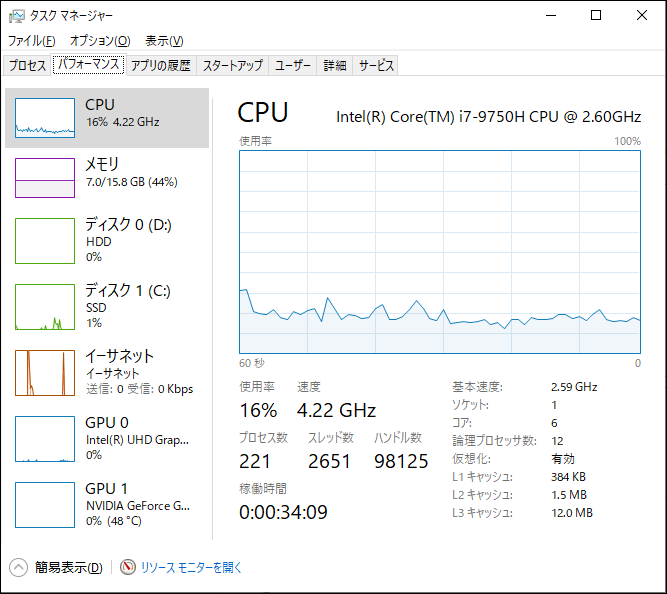 タスク マネージャー
ファイル(F) オプション(O) 表示(V)
プロセス パフォーマンス アプリの履歴 スタートアップ ユーザー 詳細 サービス
CPU
16% 4.22 GHz
メモリ
7.0/15.8 GB (44%)
ディスク 0 (D:)
HDD
0%
ディスク 1 (C:)
SSD
1%
イーサネット
イーサネット
送信: 0 受信: 0 Kbps
GPU 0
Intel(R) UHD Grap...
0%
GPU 1
NVIDIA GeForce G...
0% (48 °C)
CPU Intel(R) Core(TM) i7-9750H CPU @ 2.60GHz
使用率 100%
60 秒 0
使用率 速度
16% 4.22 GHz
プロセス数 スレッド数 ハンドル数
221 2651 98125
稼働時間
0:00:34:09
基本速度: 2.59 GHz
ソケット: 1
コア: 6
論理プロセッサ数: 12
仮想化: 有効
L1 キャッシュ: 384 KB
L2 キャッシュ: 1.5 MB
L3 キャッシュ: 12.0 MB
簡易表示(D) リソース モニターを開く